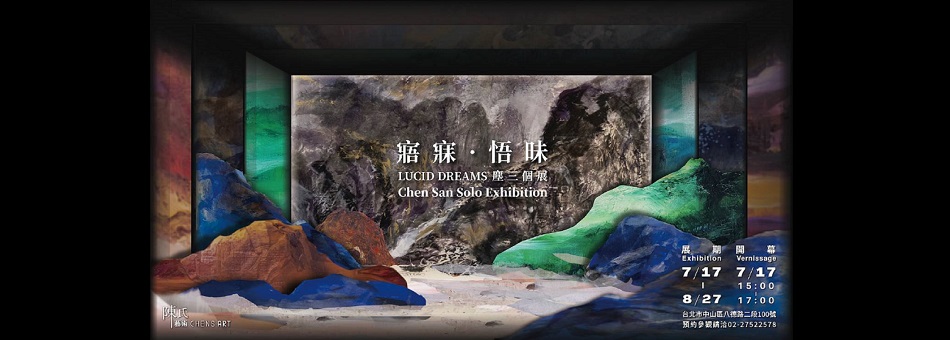 寤寐·悟昧
LUCID DREAMS 塵三個展
Chen San Solo Exhibition
展期 開幕
Exhibition Vernissage
7/17 7/17
| 15:00
8/27 17:00
台北市中山區八德路二段100號
預約參觀請洽02-27522578
陳氏
藝術 CHENS ART